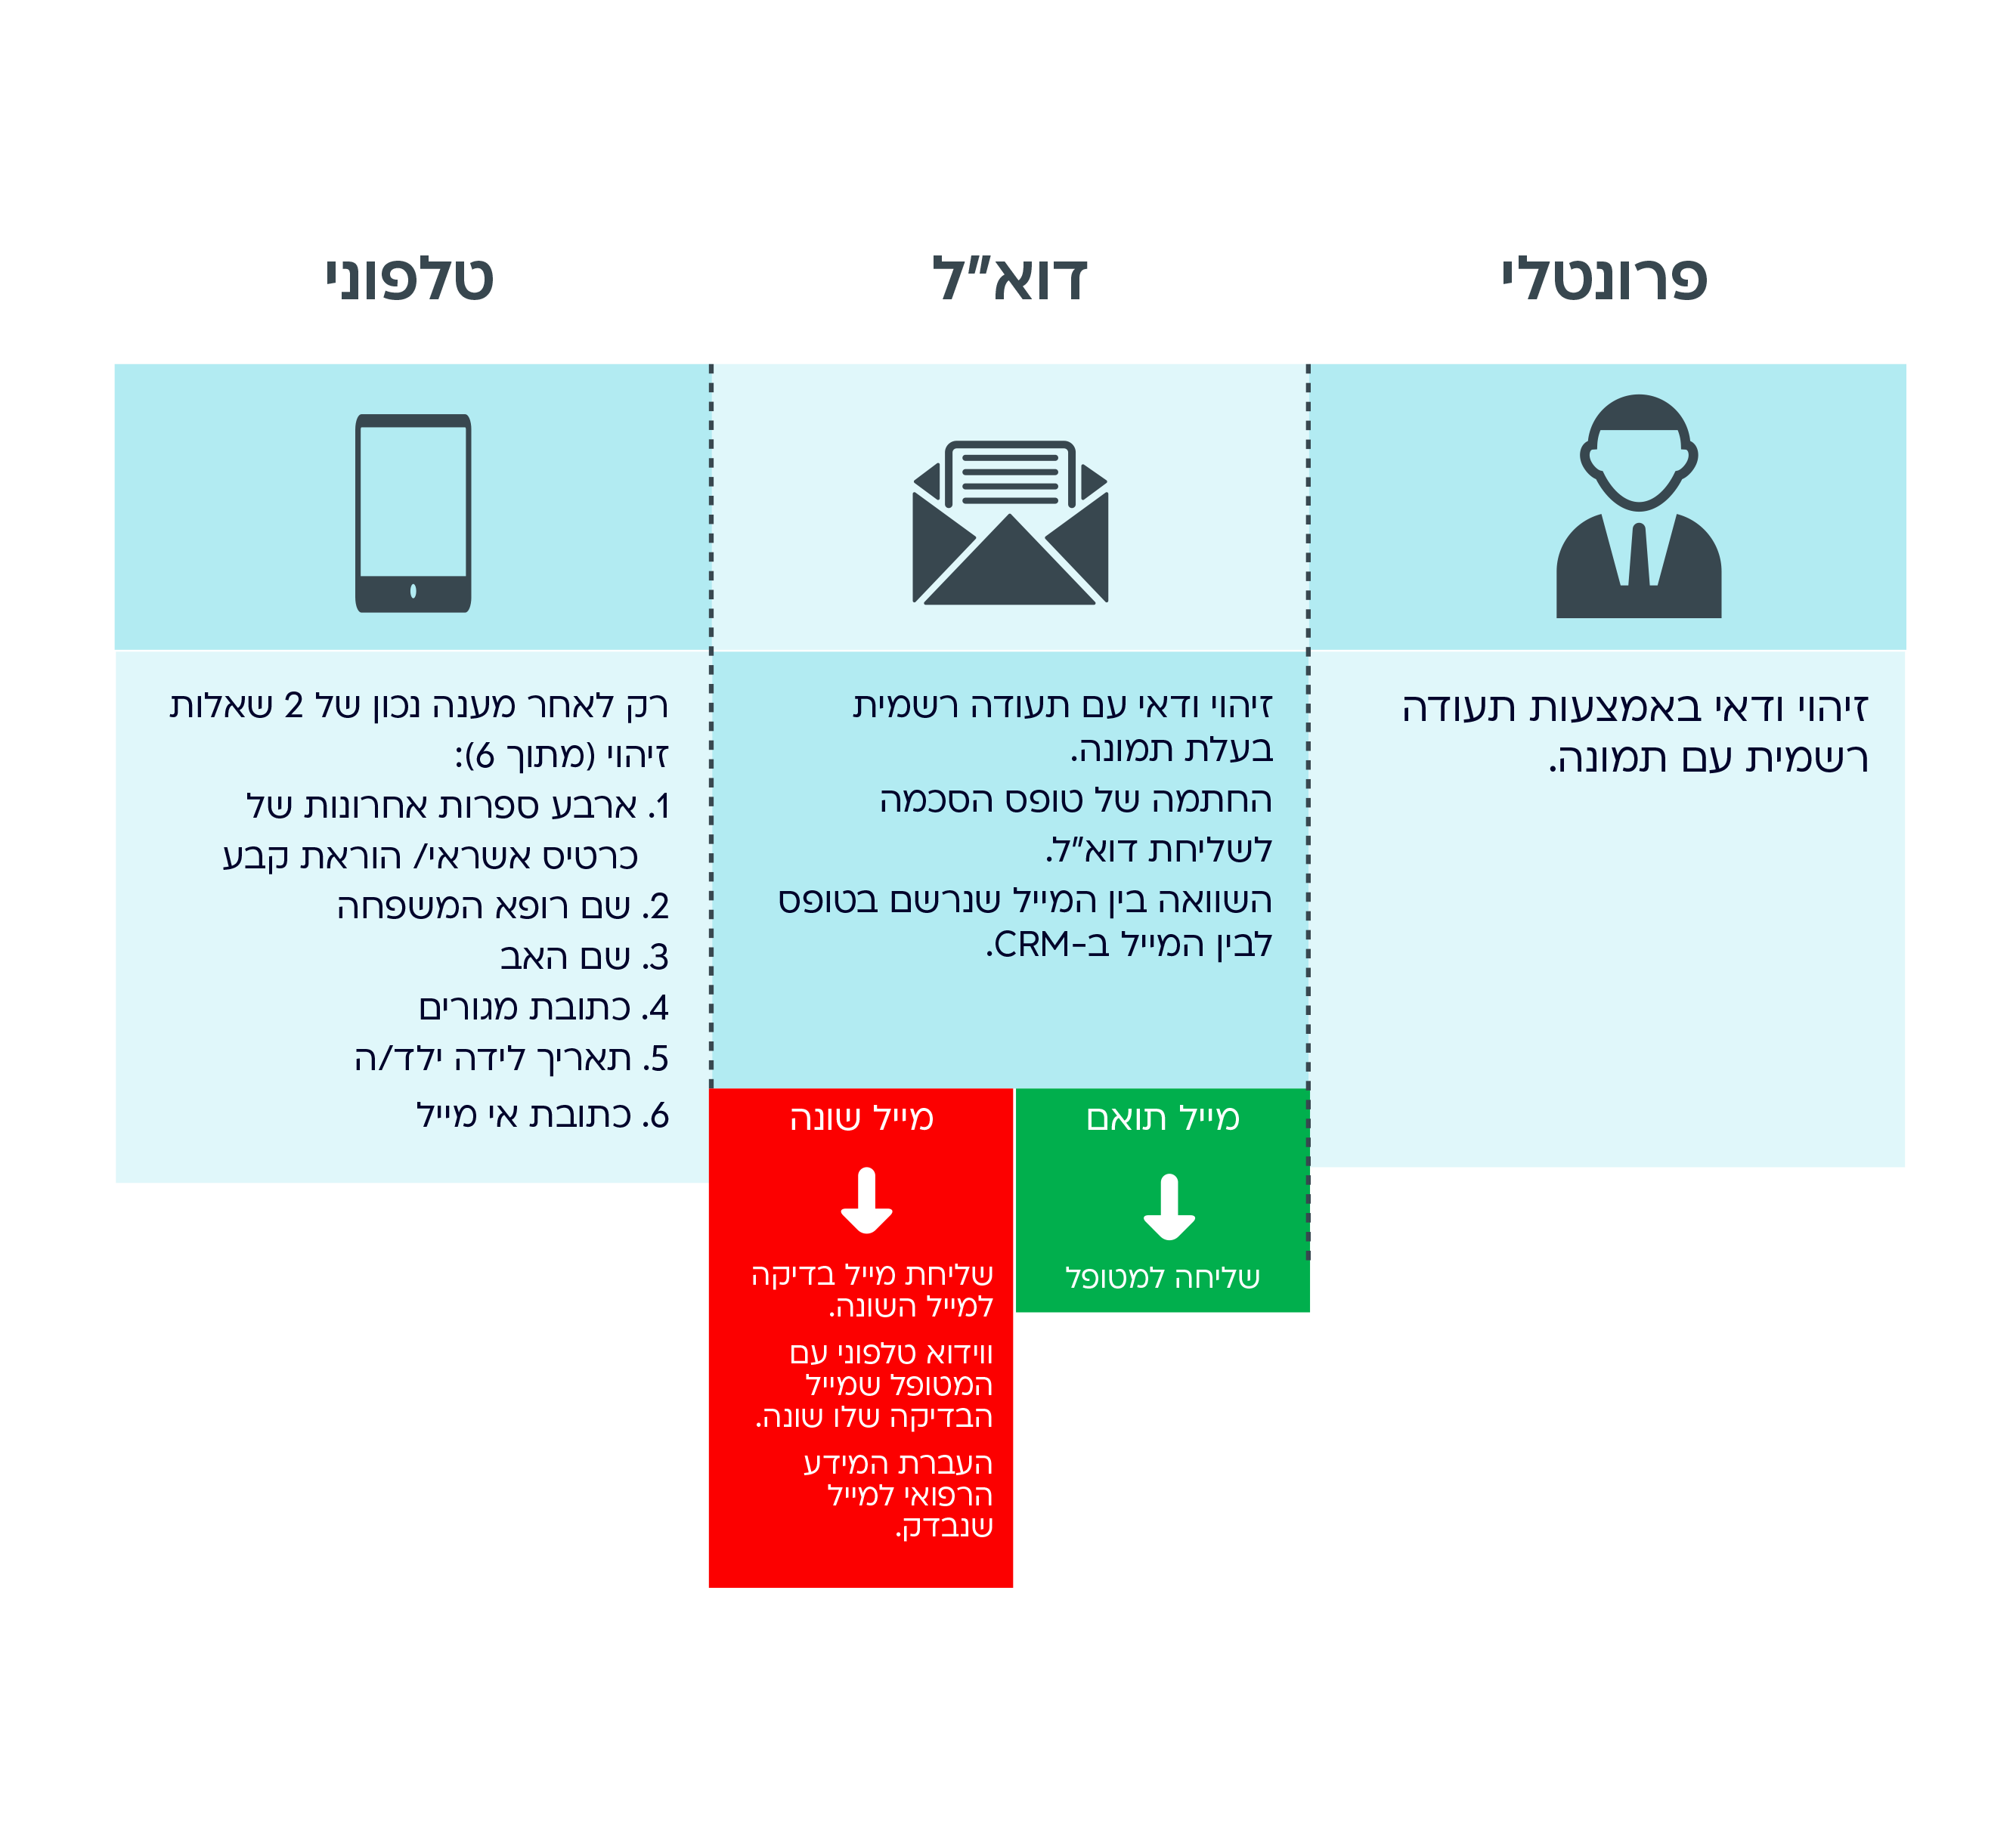 פרונטלי
זיהוי ודאי באמצעות תעודה
רשמית עם תמונה.
דוא"ל
זיהוי ודאי עם תעודה רשמית
בעלת תמונה.
החתמה של טופס הסכמה
לשליחת דוא"ל.
השוואה בין המייל שנרשם בטופס
לבין המייל ב-CRM.
מייל תואם
שליחה למטופל
מייל שונה
שליחת מייל בדיקה
למייל השונה.
ווידוא טלפוני עם
המטופל שמייל
הבדיקה שלו שונה.
העברת המידע
הרפואי למייל
שנבדק.
טלפוני
רק לאחר מענה נכון של 2 שאלות
זיהוי (מתוך 6):
1. ארבע ספרות אחרונות של
כרטיס אשראי/ הוראת קבע
2. שם רופא המשפחה
3. שם האב
4. כתובת מגורים
5. תאריך לידה ילד/ה
6. כתובת אי מייל